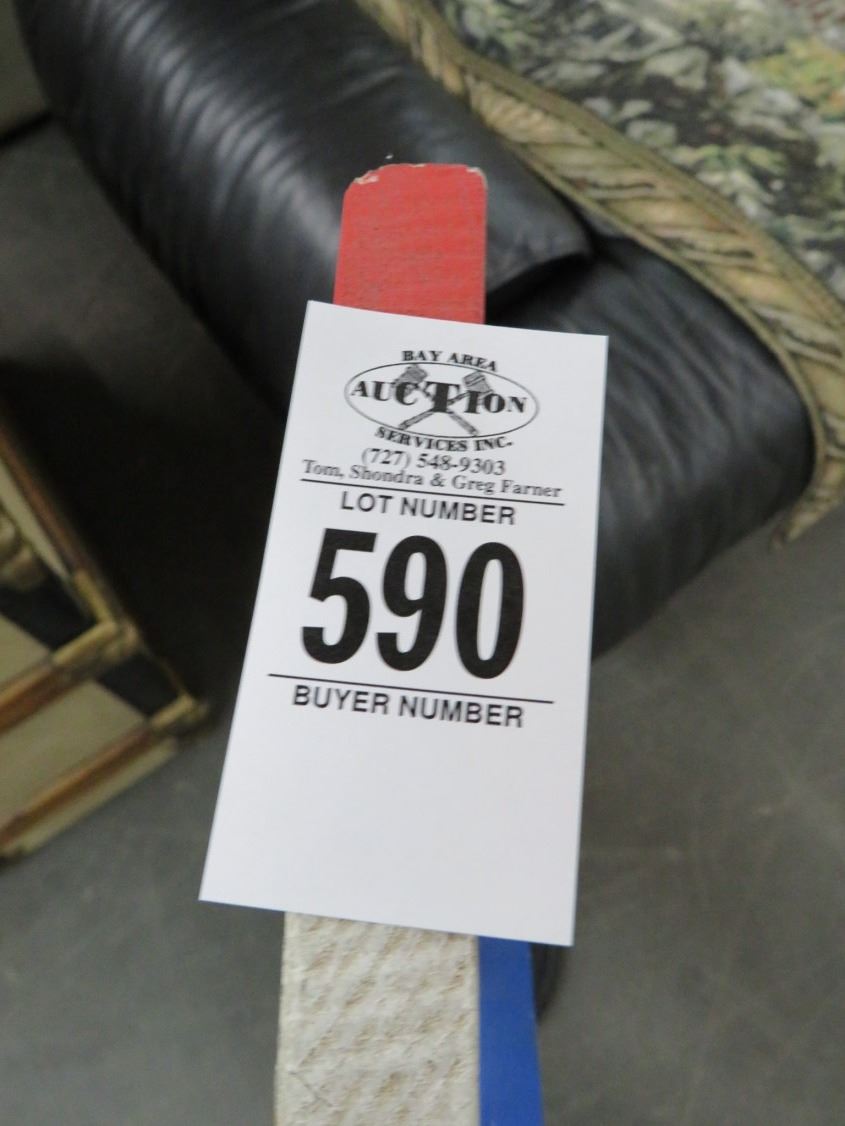 BAY AREA
AUCTION
SERVICES INC.
(727) 548-9303
Tom, Shondra & Greg Farner
LOT NUMBER
590
BUYER NUMBER